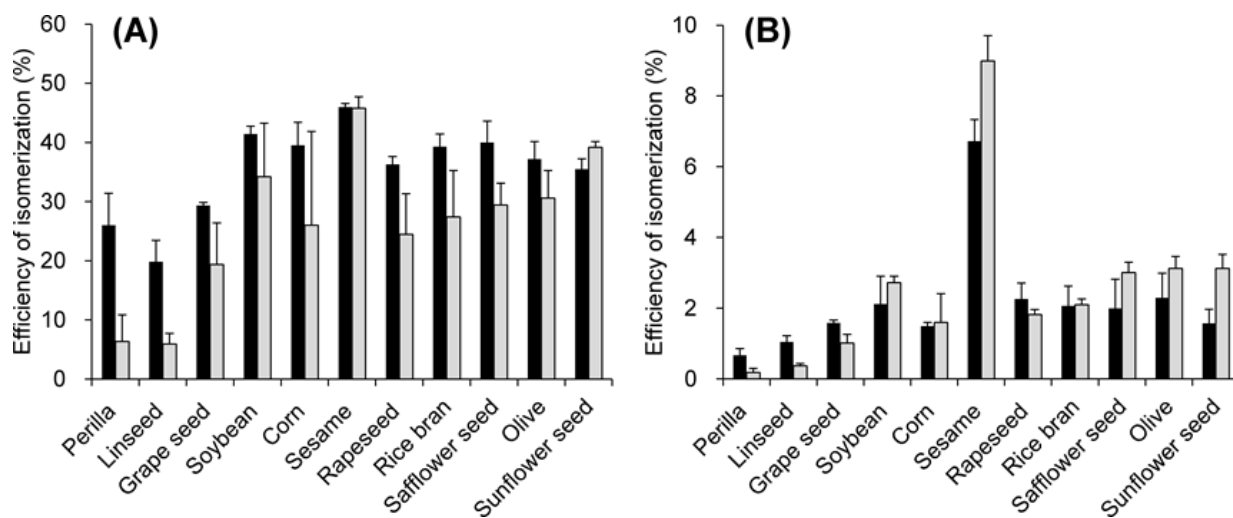 (A)
Efficiency of isomerization (%)
60
50
40
30
20
10
0
Perilla
Linseed
Grape seed
Soybean
Corn
Sesame
Rapeseed
Rice bran
Safflower seed
Olive
Sunflower seed
(B)
Efficiency of isomerization (%)
10
8
6
4
2
0
Perilla
Linseed
Grape seed
Soybean
Corn
Sesame
Rapeseed
Rice bran
Safflower seed
Olive
Sunflower seed